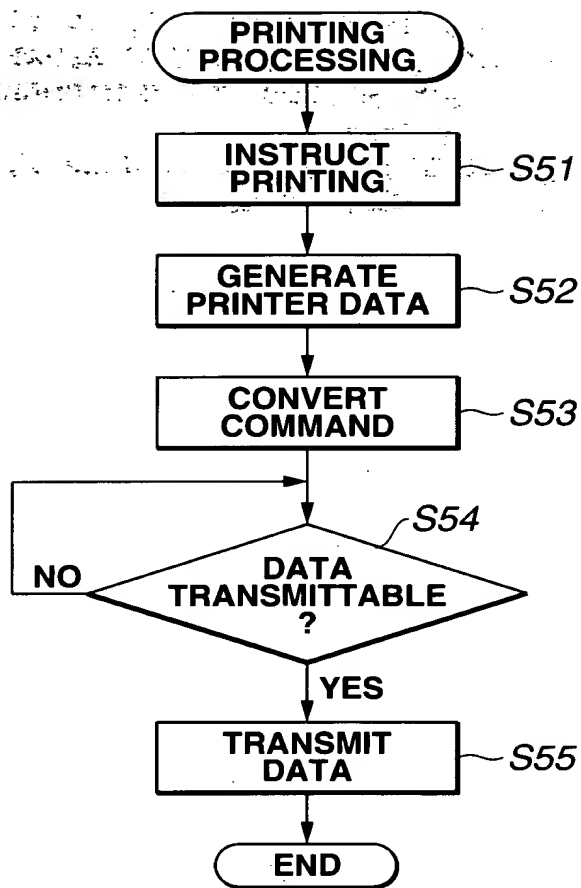 PRINTING
PROCESSING
INSTRUCT
PRINTING
S51
GENERATE
PRINTER DATA
S52
CONVERT
COMMAND
S53
S54
DATA
TRANSMITTABLE
?
NO
YES
TRANSMIT
DATA
S55
END